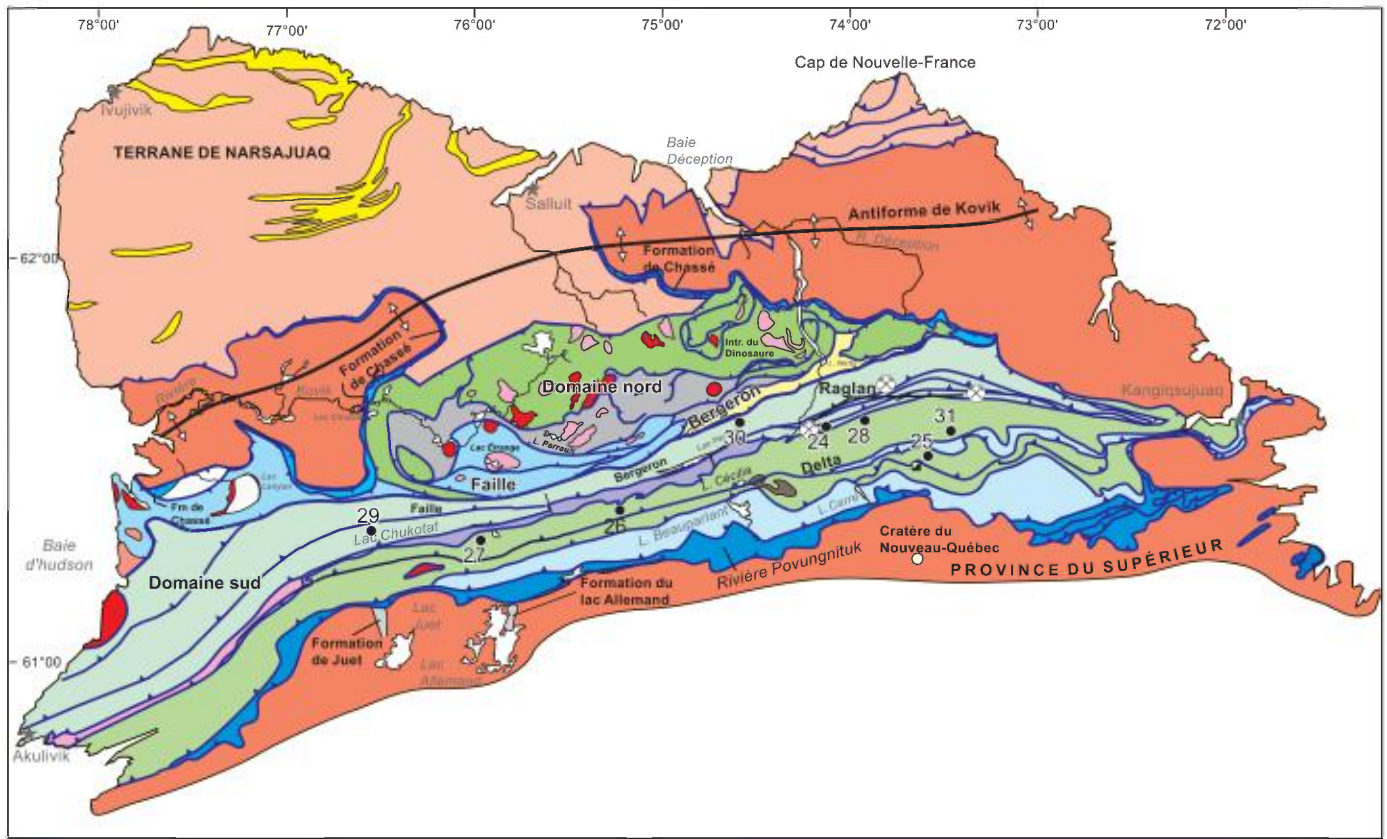 78°00'
77°00'
76°00'
75°00'
74°00'
73°00'
72°00'
Cap de Nouvelle-France
Ivujivik
TERRANE DE NARSAJUAQ
Baie
Déception
Salluit
Antiforme de Kovik
R. Déception
62°00'
Formation
de Chassé
Formation
de Chassé
Rivière
Kovik
Intr. du
Dinosaure
Domaine nord
Raglan
Kangiqsujuaq
Bergeron
L. Perrault
Lac Étrange
30
24
28
31
25
Bergeron
Delta
L. Cécilia
Faille
Faille
Fm de
Chassé
29
Lac Chukotat
26
27
L. Beauparlant
L. Carré
Baie
d'hudson
Domaine sud
Cratère du
Nouveau-Québec
Rivière Povungnituk
PROVINCE DU SUPÉRIEUR
Formation du
lac Allemand
Lac
Juet
Formation
de Juet
Lac
Allemand
61°00
Akulivik